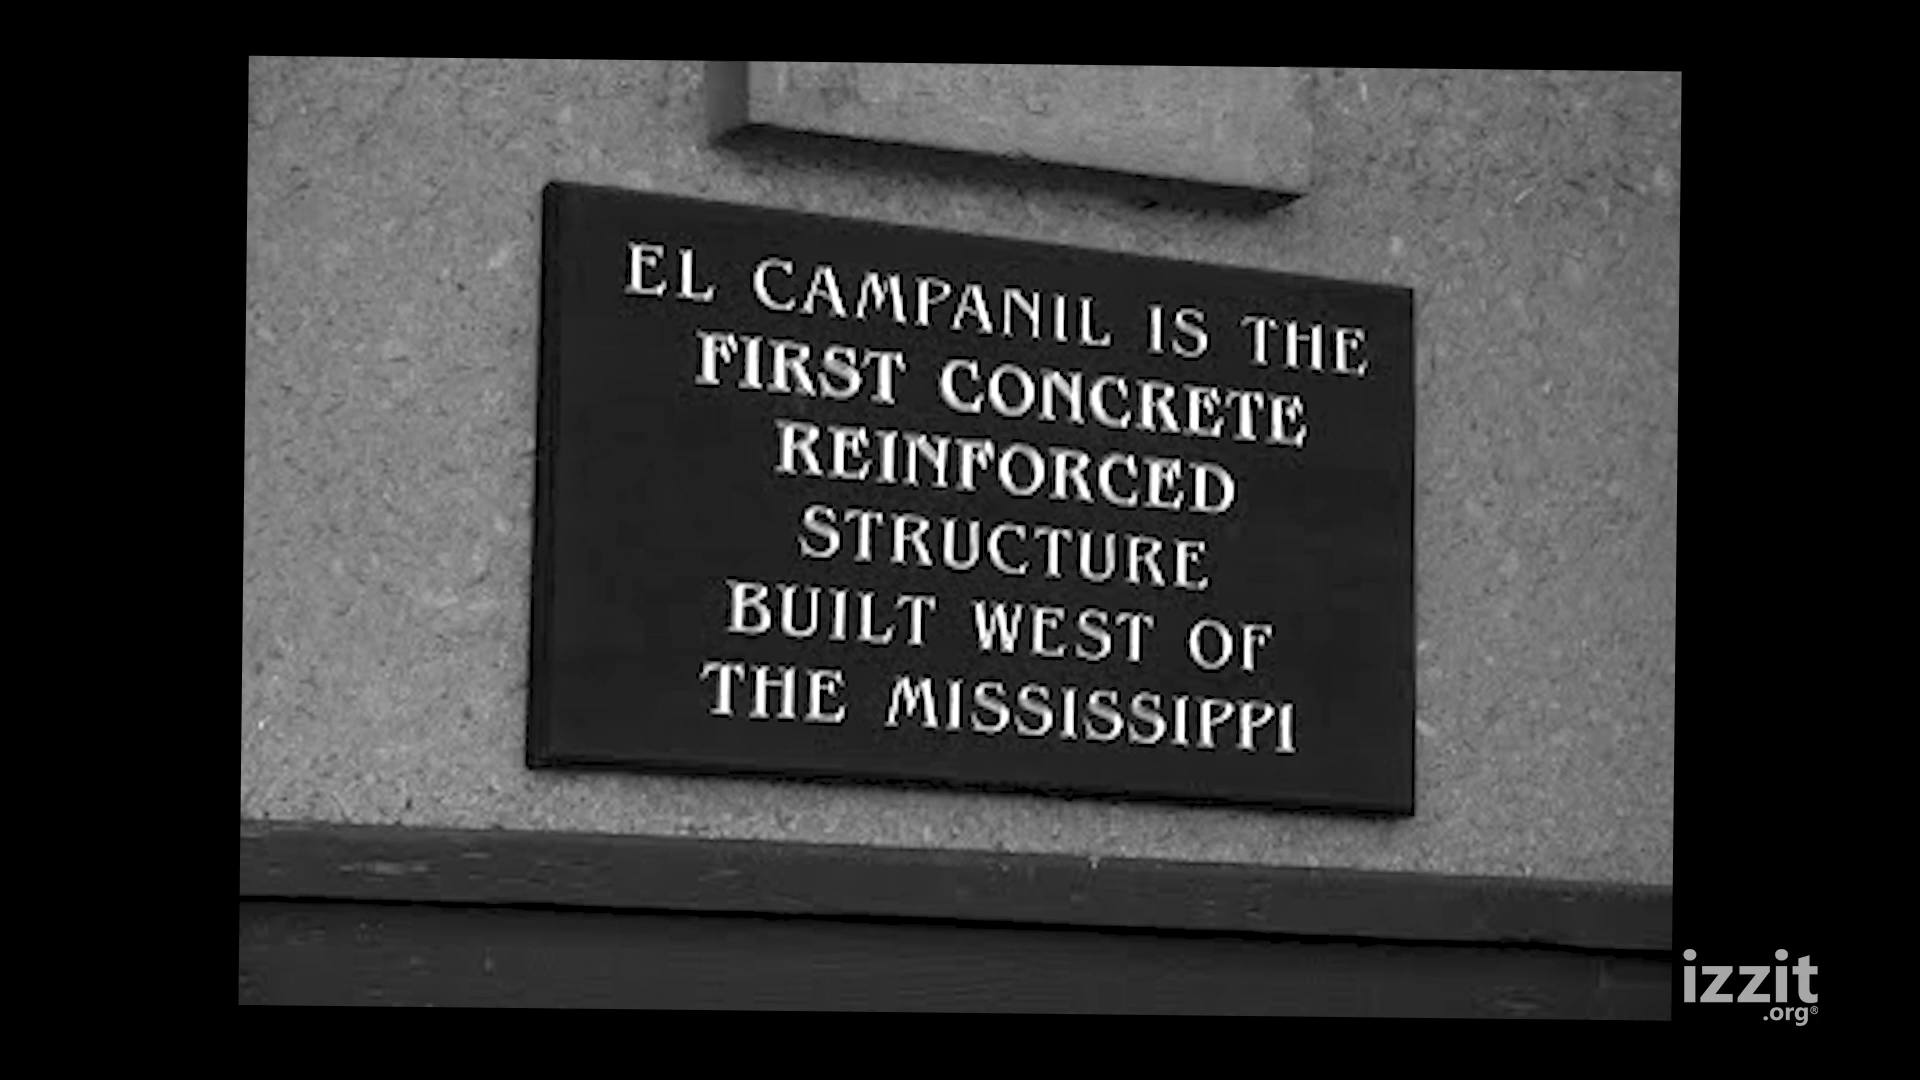 EL CAMPANIL IS THE
FIRST CONCRETE
REINFORCED
STRUCTURE
BUILT WEST OF
THE MISSISSIPPI
izzit
.org®